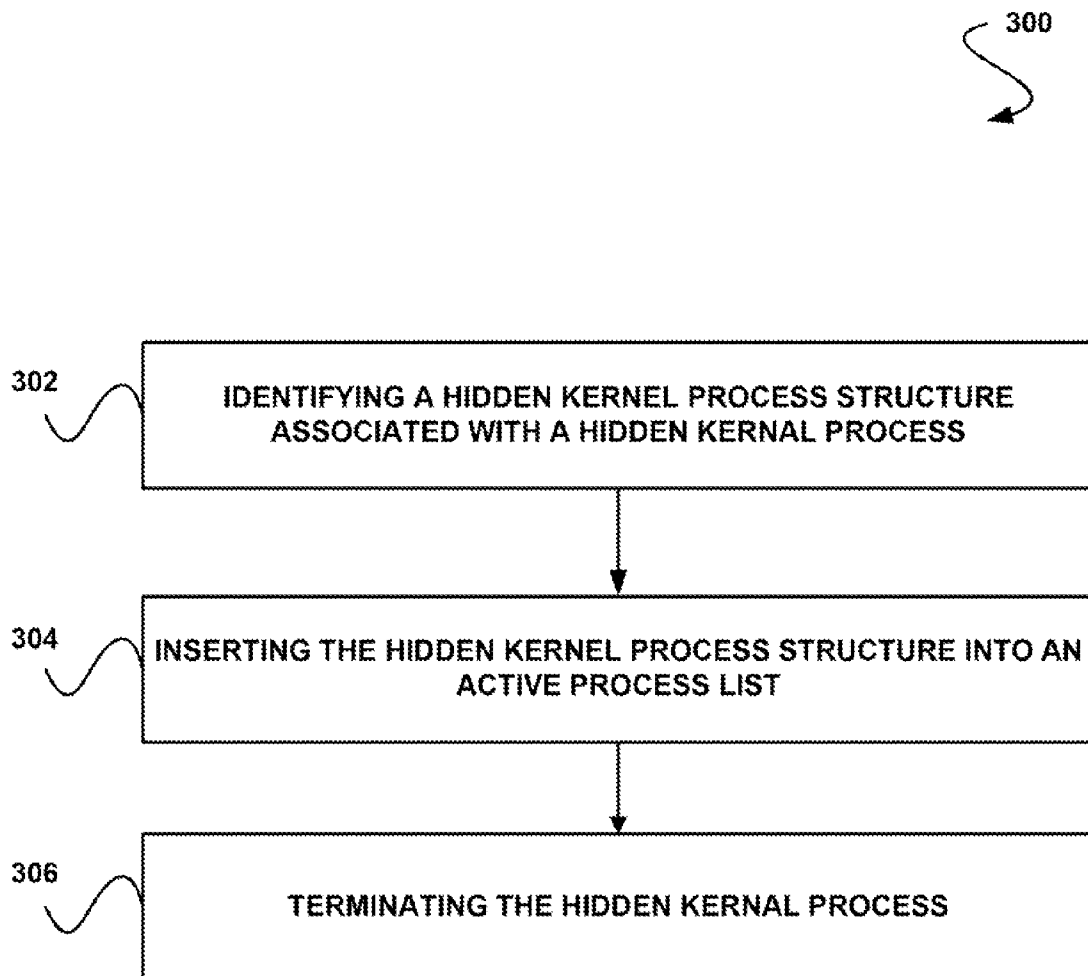 300
302
IDENTIFYING A HIDDEN KERNEL PROCESS STRUCTURE
ASSOCIATED WITH A HIDDEN KERNAL PROCESS
304
INSERTING THE HIDDEN KERNEL PROCESS STRUCTURE INTO AN
ACTIVE PROCESS LIST
306
TERMINATING THE HIDDEN KERNAL PROCESS